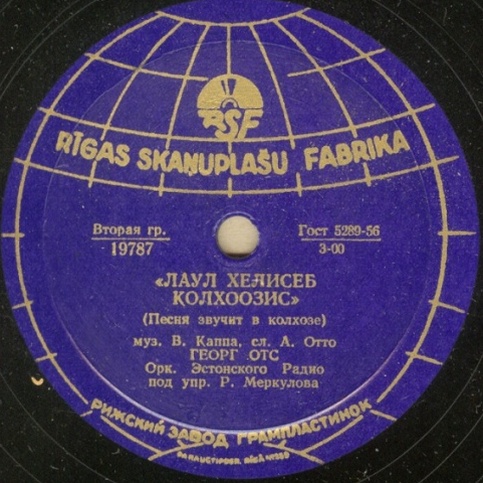 RSF
RĪGAS SKAŅUPLAŠU FABRIKA
Вторая гр.
19787
Гост 5289-56
3-00
«ЛАУЛ ХЕЛИСЕБ
КОЛХООЗИС»
(Песня звучит в колхозе)
муз. В. Каппа, сл. А. Отто
ГЕОРГ ОТС
Орк. Эстонского Радио
под упр. Р. Меркулова
РИЖСКИЙ ЗАВОД ГРАМПЛАСТИНОК